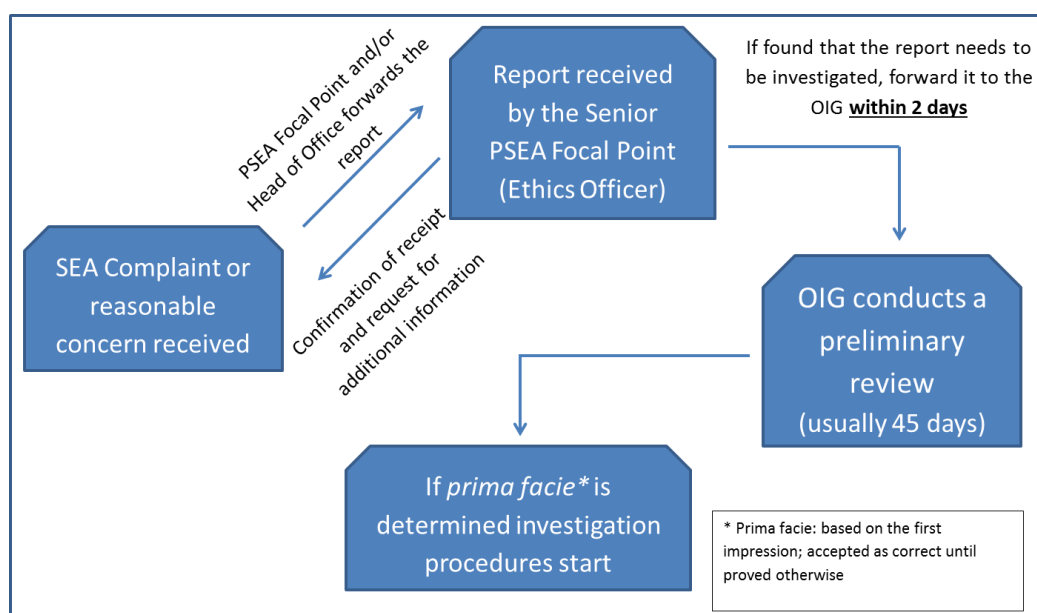 SEA Complaint or
reasonable
concern received
PSEA Focal Point and/or
Head of Office forwards the
report
Confirmation of receipt
and request for
additional information
Report received
by the Senior
PSEA Focal Point
(Ethics Officer)
If found that the report needs to
be investigated, forward it to the
OIG within 2 days
OIG conducts a
preliminary
review
(usually 45 days)
If prima facie* is
determined investigation
procedures start
* Prima facie: based on the first
impression; accepted as correct until
proved otherwise